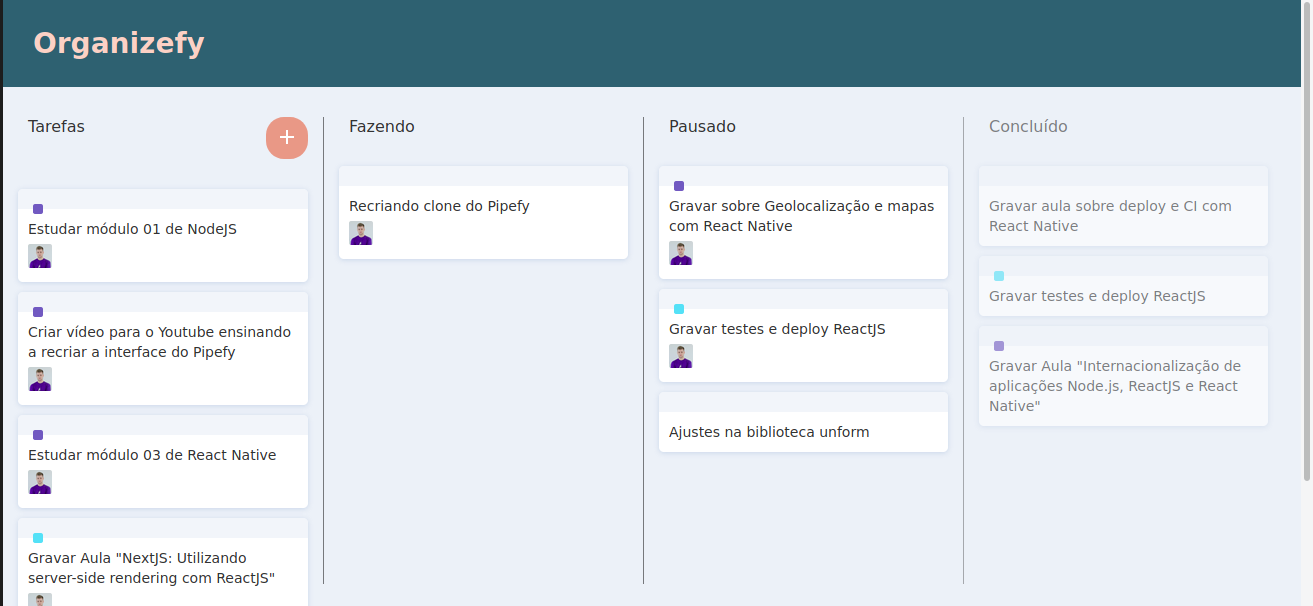 Organizefy
Tarefas
+
Estudar módulo 01 de NodeJS
Criar vídeo para o Youtube ensinando
a recriar a interface do Pipefy
Estudar módulo 03 de React Native
Gravar Aula "NextJS: Utilizando
server-side rendering com ReactJS"
Fazendo
Recriando clone do Pipefy
Pausado
Gravar sobre Geolocalização e mapas
com React Native
Gravar testes e deploy ReactJS
Ajustes na biblioteca unform
Concluído
Gravar aula sobre deploy e CI com
React Native
Gravar testes e deploy ReactJS
Gravar Aula "Internacionalização de
aplicações Node.js, ReactJS e React
Native"